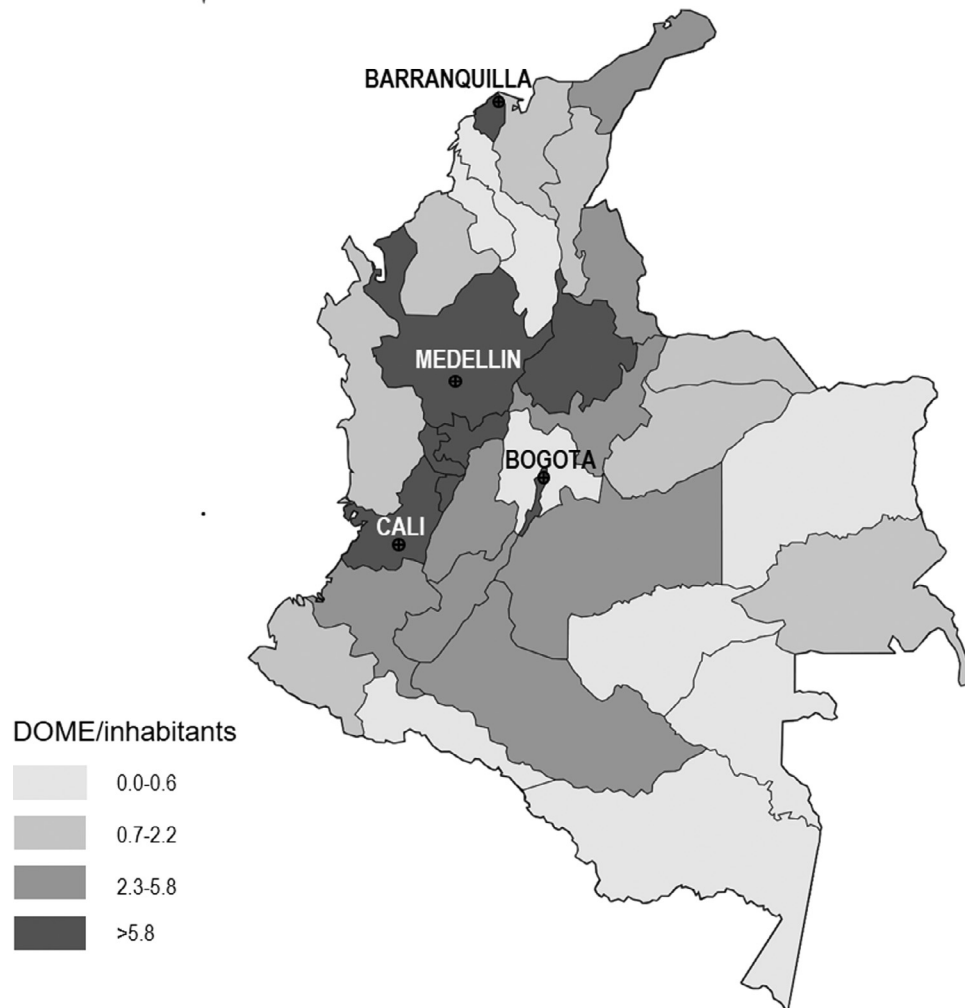 BARRANQUILLA
MEDELLIN
BOGOTA
CALI
DOME/inhabitants
0.0-0.6
0.7-2.2
2.3-5.8
>5.8